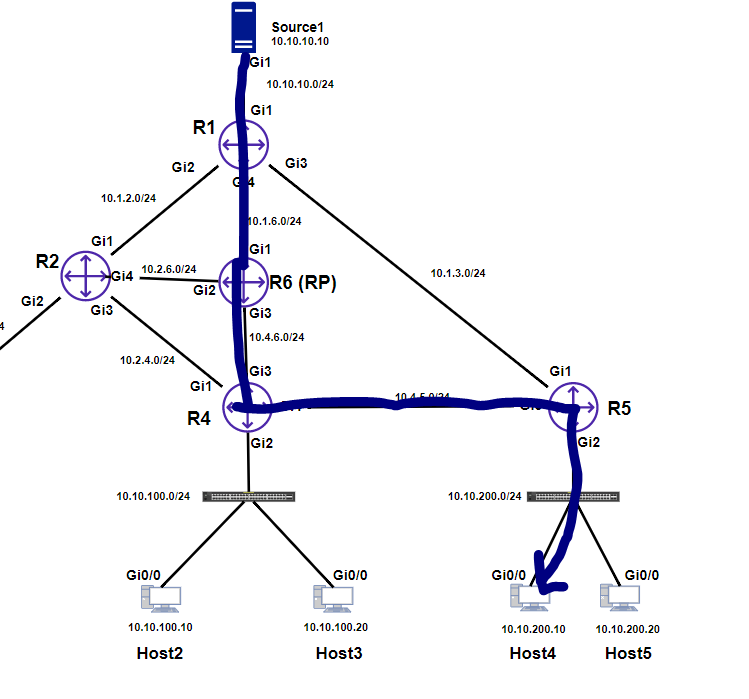 Source1
10.10.10.10
Gi1
10.10.10.0/24
Gi1
R1
Gi2
Gi3
Gi4
10.1.2.0/24
10.1.6.0/24
Gi1
Gi1
R2
10.2.6.0/24
10.1.3.0/24
Gi4
R6 (RP)
Gi2
Gi2
Gi3
Gi3
10.4.6.0/24
4
10.2.4.0/24
Gi3
Gi1
Gi1
10.4.5.0/24
R4
R5
Gi2
Gi2
10.10.100.0/24
10.10.200.0/24
Gi0/0
Gi0/0
Gi0/0
Gi0/0
10.10.100.10
10.10.100.20
10.10.200.10
10.10.200.20
Host2
Host3
Host4
Host5